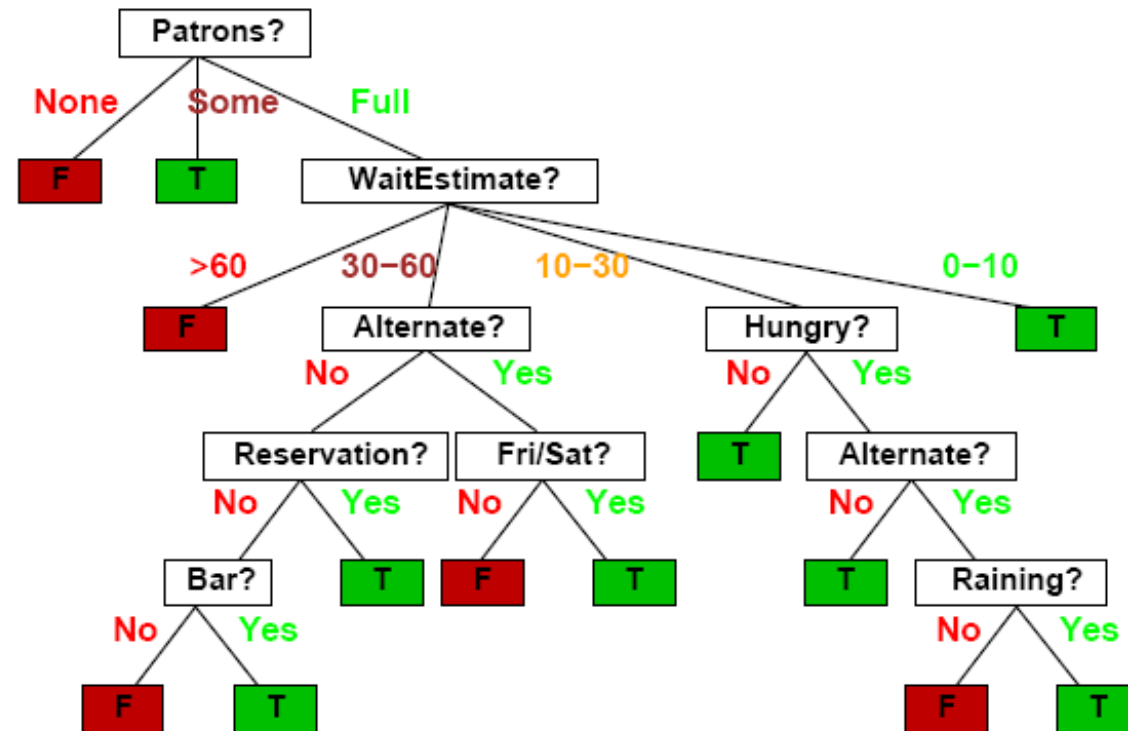 Patrons?
None Some Full
F T WaitEstimate?
>60 30−60 10−30 0−10
F Alternate? Hungry? T
No Yes No Yes
Reservation? Fri/Sat? T Alternate?
No Yes No Yes No Yes
Bar? T F T T Raining?
No Yes No Yes
F T F T